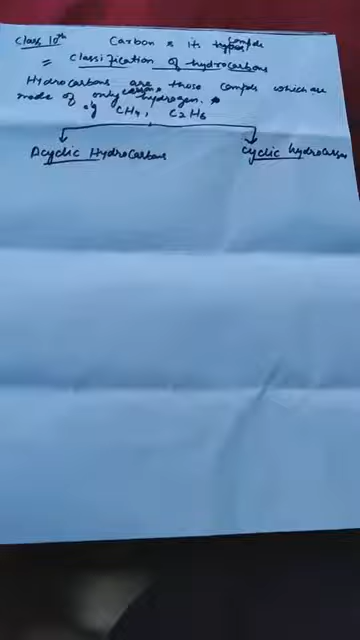 Class 10th
Carbon & its compds
= Classification of hydrocarbons
Hydrocarbons are those compds which are
made of only carbon & hydrogen.
eg CH4, C2H6
Acyclic Hydrocarbons
Cyclic hydrocarbons